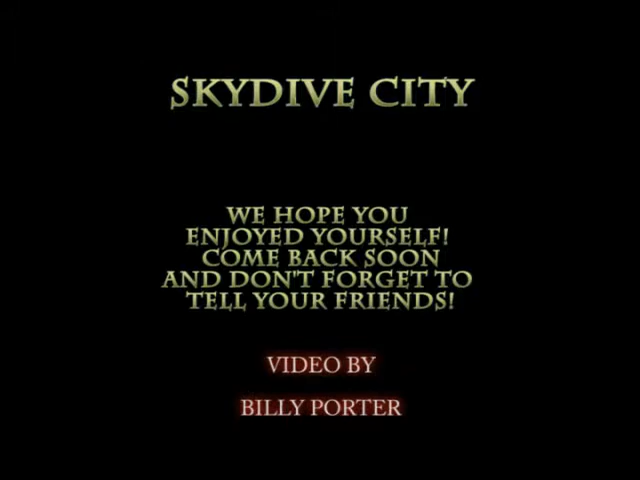 SKYDIVE CITY
WE HOPE YOU
ENJOYED YOURSELF!
COME BACK SOON
AND DON'T FORGET TO
TELL YOUR FRIENDS!
VIDEO BY
BILLY PORTER